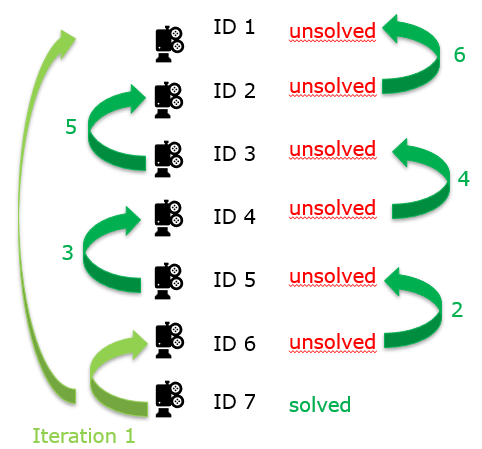 ID 1 unsolved
6
ID 2 unsolved
5
ID 3 unsolved
4
ID 4 unsolved
3
ID 5 unsolved
2
ID 6 unsolved
ID 7 solved
Iteration 1